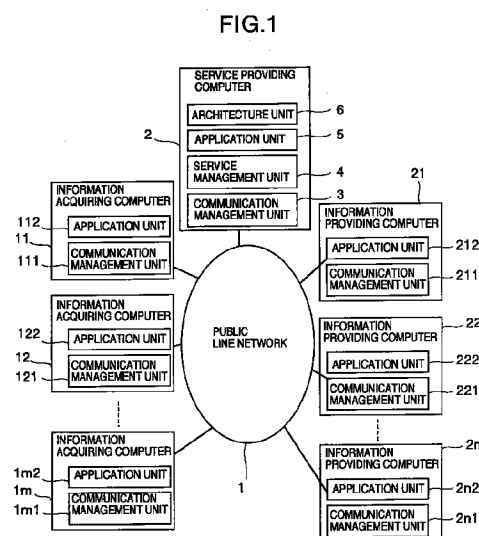 FIG.1
SERVICE PROVIDING
COMPUTER
ARCHITECTURE UNIT
6
APPLICATION UNIT
5
2
SERVICE
MANAGEMENT UNIT
4
COMMUNICATION
MANAGEMENT UNIT
3
INFORMATION
ACQUIRING COMPUTER
112
APPLICATION UNIT
11
COMMUNICATION
MANAGEMENT UNIT
111
21
INFORMATION
PROVIDING COMPUTER
APPLICATION UNIT
212
COMMUNICATION
MANAGEMENT UNIT
211
INFORMATION
ACQUIRING COMPUTER
122
APPLICATION UNIT
12
COMMUNICATION
MANAGEMENT UNIT
121
PUBLIC
LINE NETWORK
INFORMATION
PROVIDING COMPUTER
22
APPLICATION UNIT
222
COMMUNICATION
MANAGEMENT UNIT
221
INFORMATION
ACQUIRING COMPUTER
1m2
APPLICATION UNIT
1m
COMMUNICATION
MANAGEMENT UNIT
1m1
1
INFORMATION
PROVIDING COMPUTER
2n
APPLICATION UNIT
2n2
COMMUNICATION
MANAGEMENT UNIT
2n1